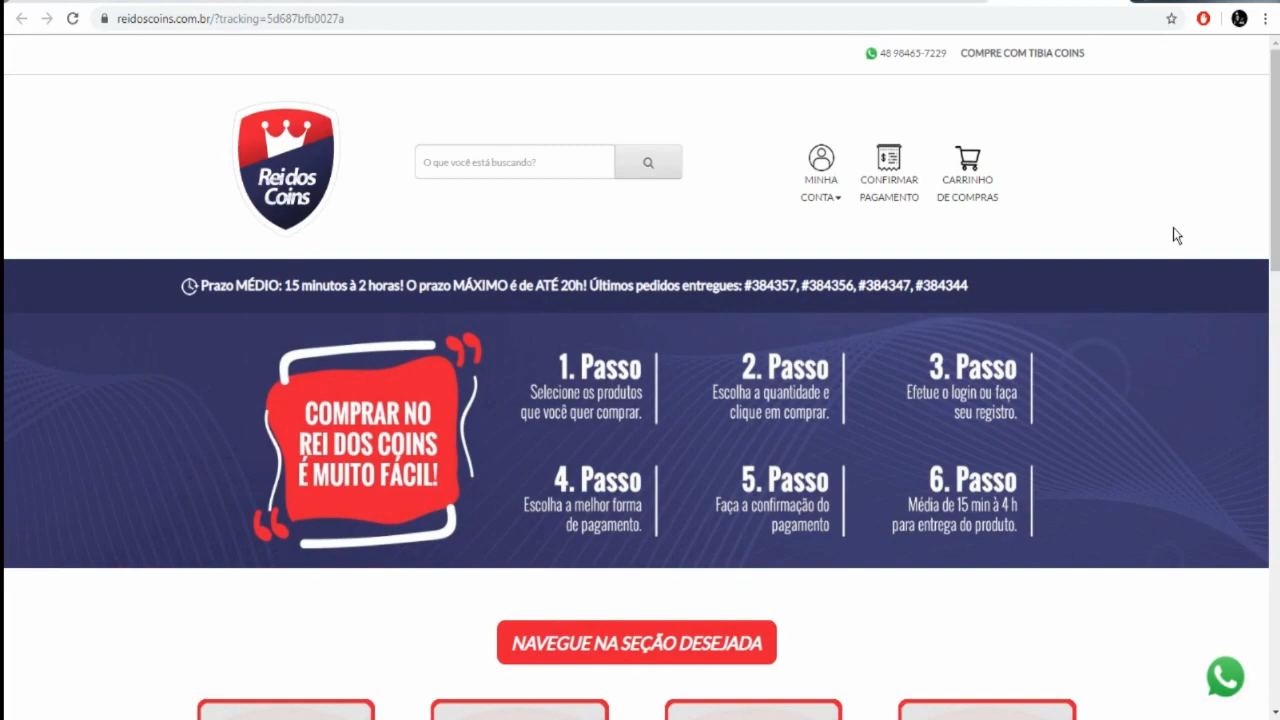 reidoscoins.com.br/?tracking=5d687bfb0027a
48 98465-7229 COMPRE COM TIBIA COINS
Rei dos
Coins
O que você está buscando?
MINHA
CONTA
CONFIRMAR
PAGAMENTO
CARRINHO
DE COMPRAS
Prazo MÉDIO: 15 minutos à 2 horas! O prazo MÁXIMO é de ATÉ 20h! Últimos pedidos entregues: #384357, #384356, #384347, #384344
COMPRAR NO
REI DOS COINS
É MUITO FÁCIL!
1. Passo
Selecione os produtos
que você quer comprar.
2. Passo
Escolha a quantidade e
clique em comprar.
3. Passo
Efetue o login ou faça
seu registro.
4. Passo
Escolha a melhor forma
de pagamento.
5. Passo
Faça a confirmação do
pagamento
6. Passo
Média de 15 min à 4 h
para entrega do produto.
NAVEGUE NA SEÇÃO DESEJADA